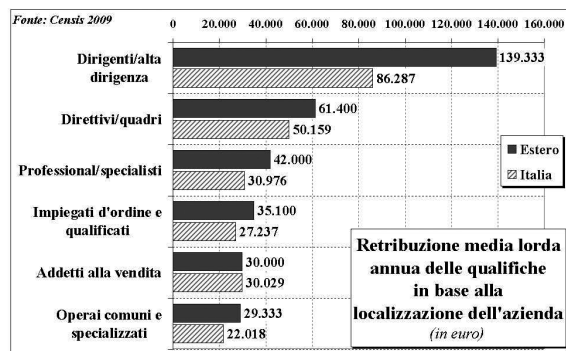 Fonte: Censis 2009
0 20.000 40.000 60.000 80.000 100.000 120.000 140.000 160.000
Dirigenti/alta
dirigenza
139.333
86.287
Direttivi/quadri
61.400
50.159
Professional/specialisti
42.000
30.976
Impiegati d'ordine e
qualificati
35.100
27.237
Addetti alla vendita
30.000
30.029
Operai comuni e
specializzati
29.333
22.018
Estero
Italia
Retribuzione media lorda
annua delle qualifiche
in base alla
localizzazione dell'azienda
(in euro)